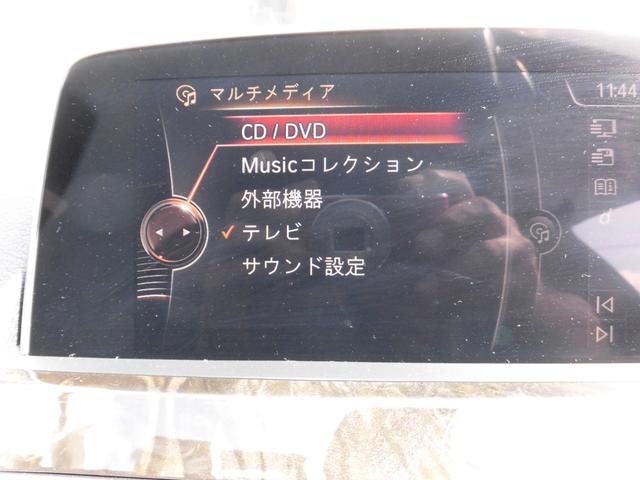 マルチメディア
11:44
CD / DVD
Musicコレクション
外部機器
テレビ
サウンド設定